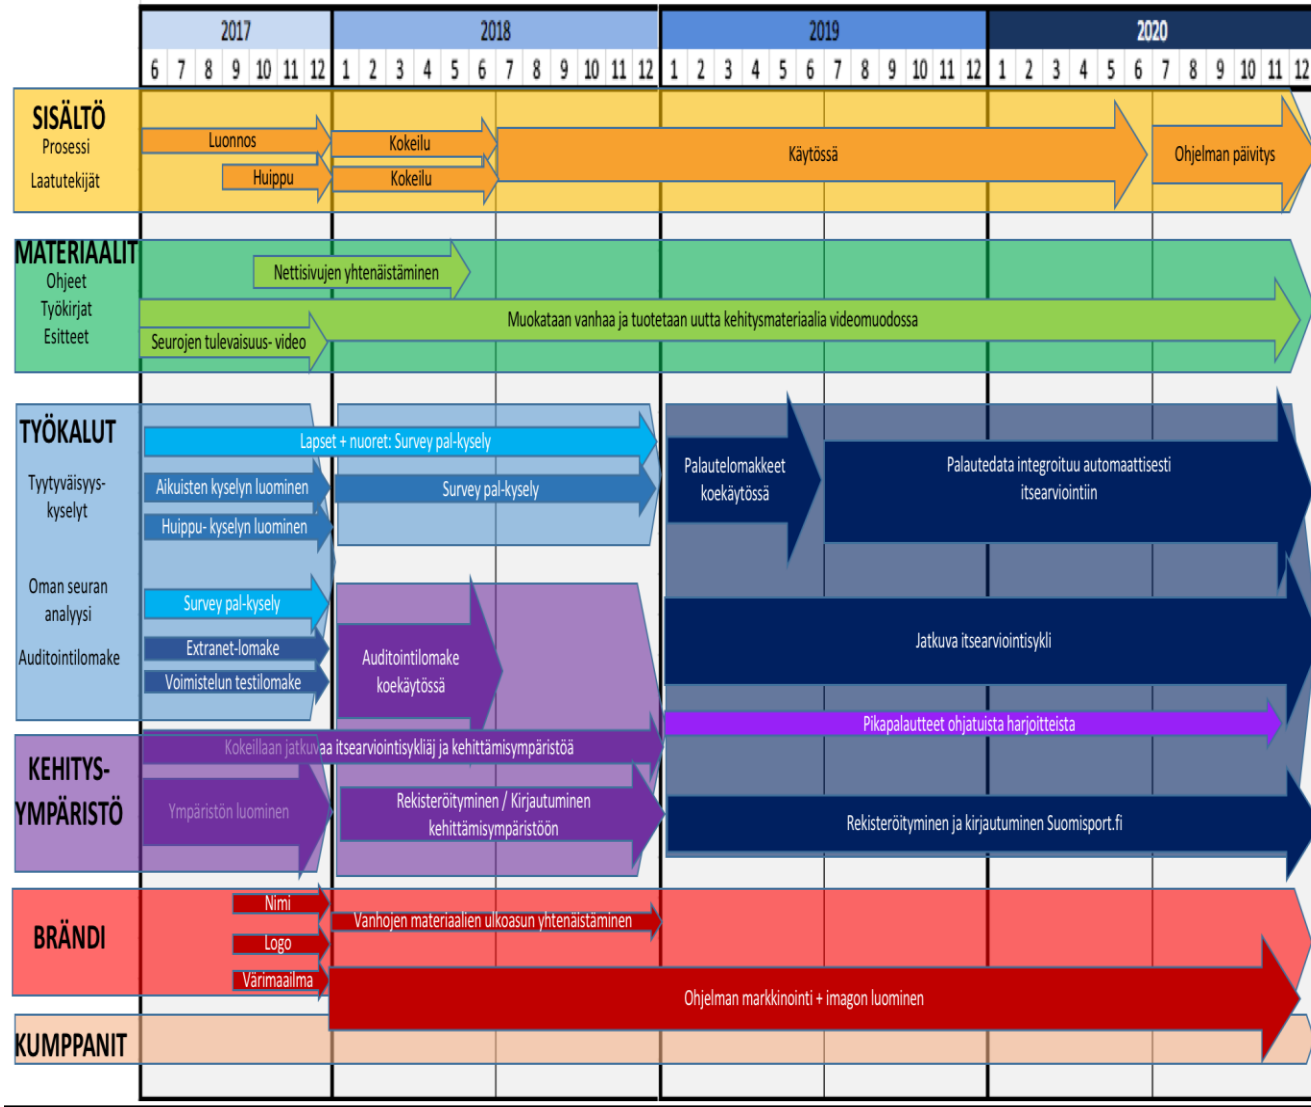 2017 2018 2019 2020
6 7 8 9 10 11 12 1 2 3 4 5 6 7 8 9 10 11 12 1 2 3 4 5 6 7 8 9 10 11 12 1 2 3 4 5 6 7 8 9 10 11 12
SISÄLTÖ
Prosessi
Laatutekijät
Luonnos
Kokeilu
Huippu
Kokeilu
Käytössä
Ohjelman päivitys
MATERIAALIT
Ohjeet
Työkirjat
Esitteet
Nettisivujen yhtenäistäminen
Muokataan vanhaa ja tuotetaan uutta kehitysmateriaalia videomuodossa
Seurojen tulevaisuus- video
TYÖKALUT
Tyytyväisyys-
kyselyt
Oman seuran
analyysi
Auditointilomake
Lapset + nuoret: Survey pal-kysely
Aikuisten kyselyn luominen
Survey pal-kysely
Huippu- kyselyn luominen
Survey pal-kysely
Extranet-lomake
Voimistelun testilomake
Auditointilomake
koekäytössä
Palautelomakkeet
koekäytössä
Palautedata integroituu automaattisesti
itsearviointiin
Jatkuva itsearviointisykli
Pikapalautteet ohjatuista harjoitteista
KEHITYS-
YMPÄRISTÖ
Kokeillaan jatkuvaa itsearviointisykliäj ja kehittämisympäristöä
Ympäristön luominen
Rekisteröityminen / Kirjautuminen
kehittämisympäristöön
Rekisteröityminen ja kirjautuminen Suomisport.fi
BRÄNDI
Nimi
Vanhojen materiaalien ulkoasun yhtenäistäminen
Logo
Värimaailma
Ohjelman markkinointi + imagon luominen
KUMPPANIT